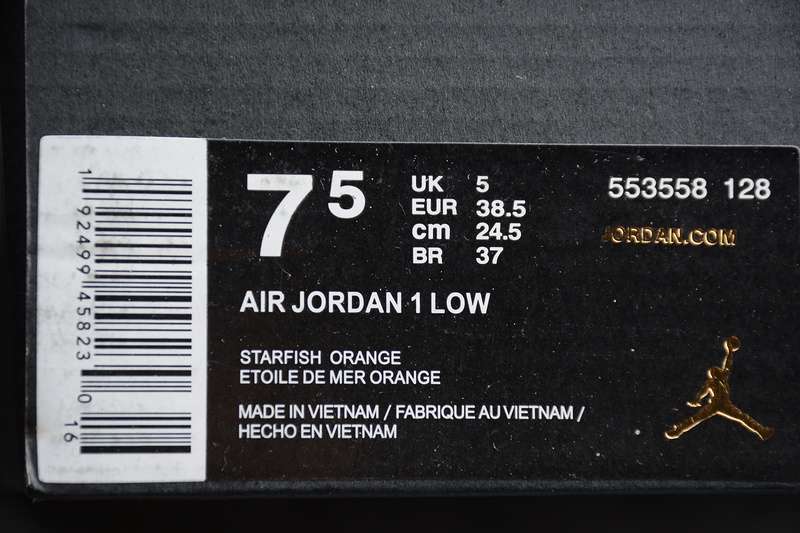 1 92499 45823 0
16
7 5
UK 5
EUR 38.5
cm 24.5
BR 37
553558 128
JORDAN.COM
AIR JORDAN 1 LOW
STARFISH ORANGE
ETOILE DE MER ORANGE
MADE IN VIETNAM / FABRIQUE AU VIETNAM /
HECHO EN VIETNAM